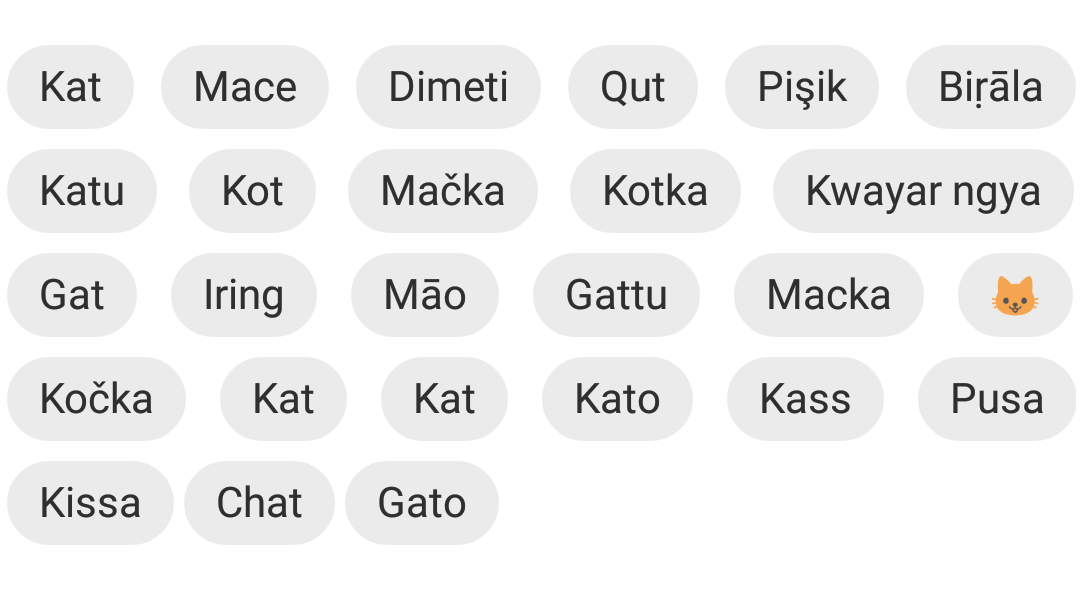 Kat Mace Dimeti Qut Pişik Biṛāla
Katu Kot Mačka Kotka Kwayar ngya
Gat Iring Māo Gattu Macka 🐱
Kočka Kat Kat Kato Kass Pusa
Kissa Chat Gato